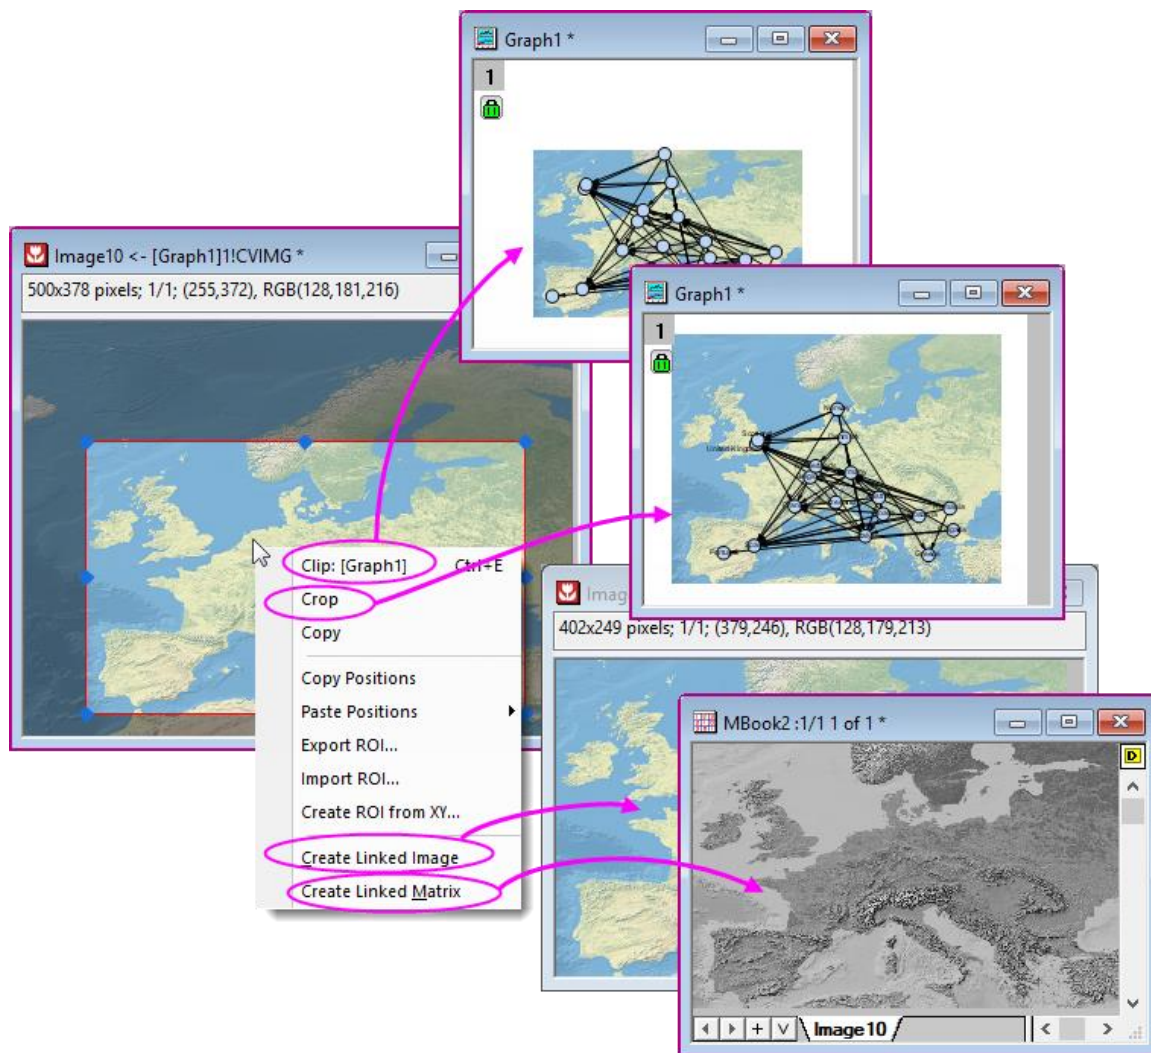 Graph1 *
1
Image10 <- [Graph1]1!CVIMG *
500x378 pixels; 1/1; (255,372), RGB(128,181,216)
Graph1 *
1
Clip: [Graph1] Ctrl+E
Crop
Copy
Copy Positions
Paste Positions
Export ROI...
Import ROI...
Create ROI from XY...
Create Linked Image
Create Linked Matrix
402x249 pixels; 1/1; (379,246), RGB(128,179,213)
MBook2 :1/1 1 of 1 *
D
Image10